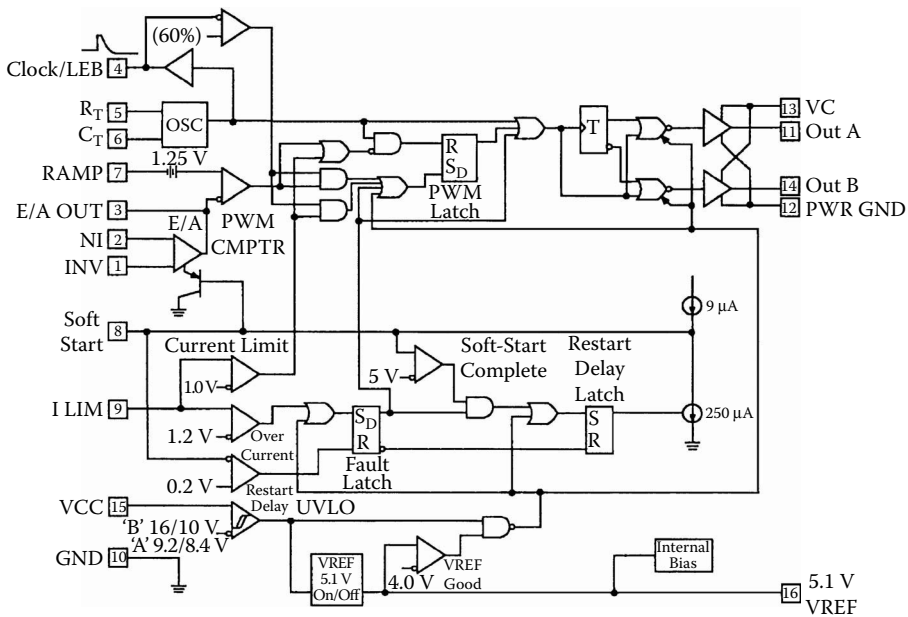 (60%)
Clock/LEB 4
RT 5
CT 6
OSC
1.25 V
RAMP 7
E/A OUT 3
E/A
NI 2
INV 1
PWM
CMPTR
R
SD
PWM
Latch
T
13 VC
11 Out A
14 Out B
12 PWR GND
9 µA
Soft
Start
8
Current Limit
1.0 V
5 V
Soft-Start
Complete
Restart
Delay
Latch
I LIM 9
1.2 V
Over
Current
SD
R
Fault
Latch
S
R
250 µA
0.2 V
Restart
Delay
UVLO
VCC 15
'B' 16/10 V
'A' 9.2/8.4 V
GND 10
VREF
5.1 V
On/Off
4.0 V
VREF
Good
Internal
Bias
16 5.1 V
VREF